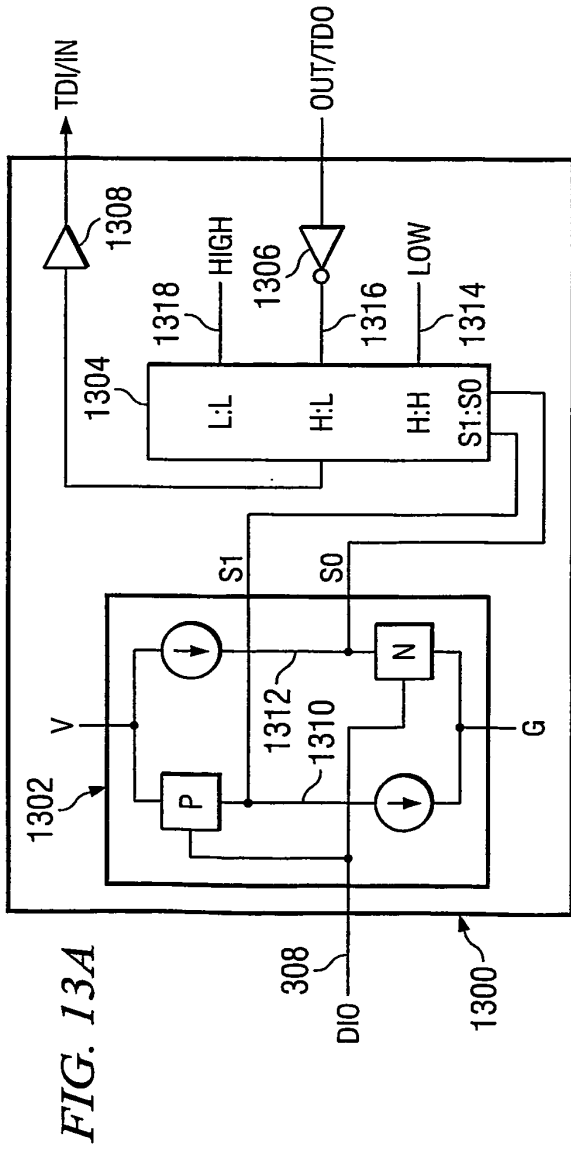 FIG. 13A
1302
V
P
N
1312
1310
G
S1
S0
DIO
308
1300
1304
L:L
H:L
H:H
S1:S0
1318
HIGH
1306
1316
LOW
1314
1308
TDI/IN
OUT/TDO